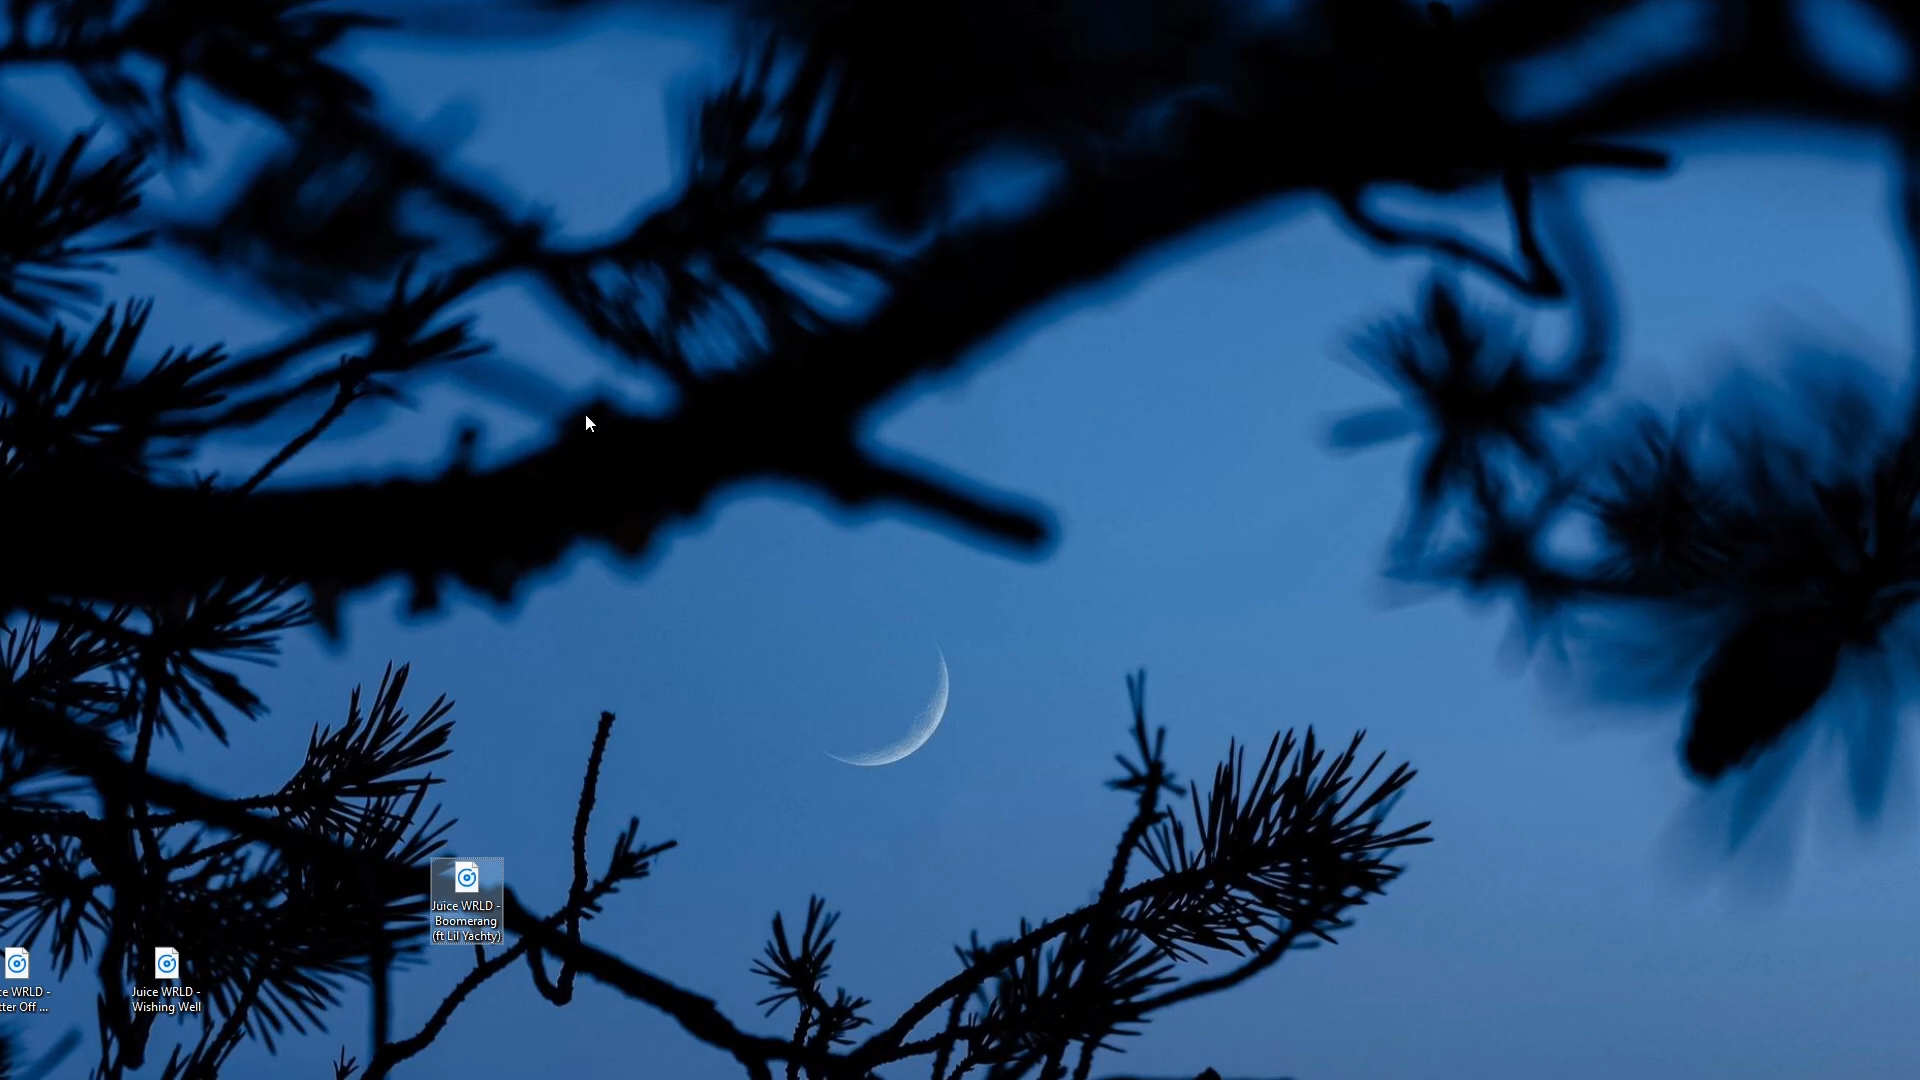 Juice WRLD -
Boomerang
(ft Lil Yachty)
ce WRLD -
tter Off ...
Juice WRLD -
Wishing Well